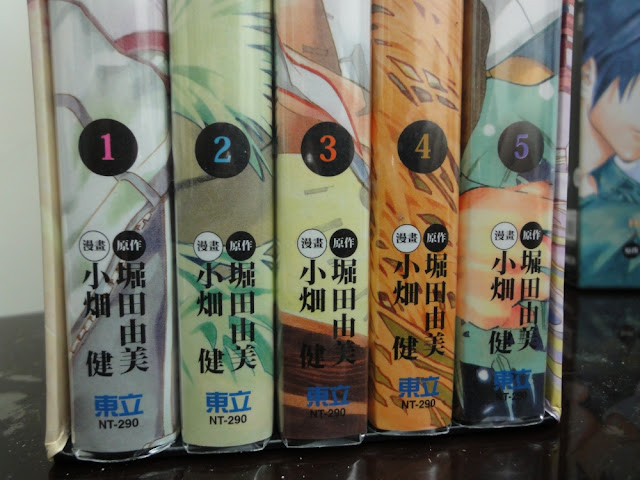 1
漫畫 原作
小畑健 堀田由美
東立
NT-290
2
漫畫 原作
小畑健 堀田由美
東立
NT-290
3
漫畫 原作
小畑健 堀田由美
東立
NT-290
4
漫畫 原作
小畑健 堀田由美
東立
NT-290
5
漫畫 原作
小畑健 堀田由美
東立
NT-290